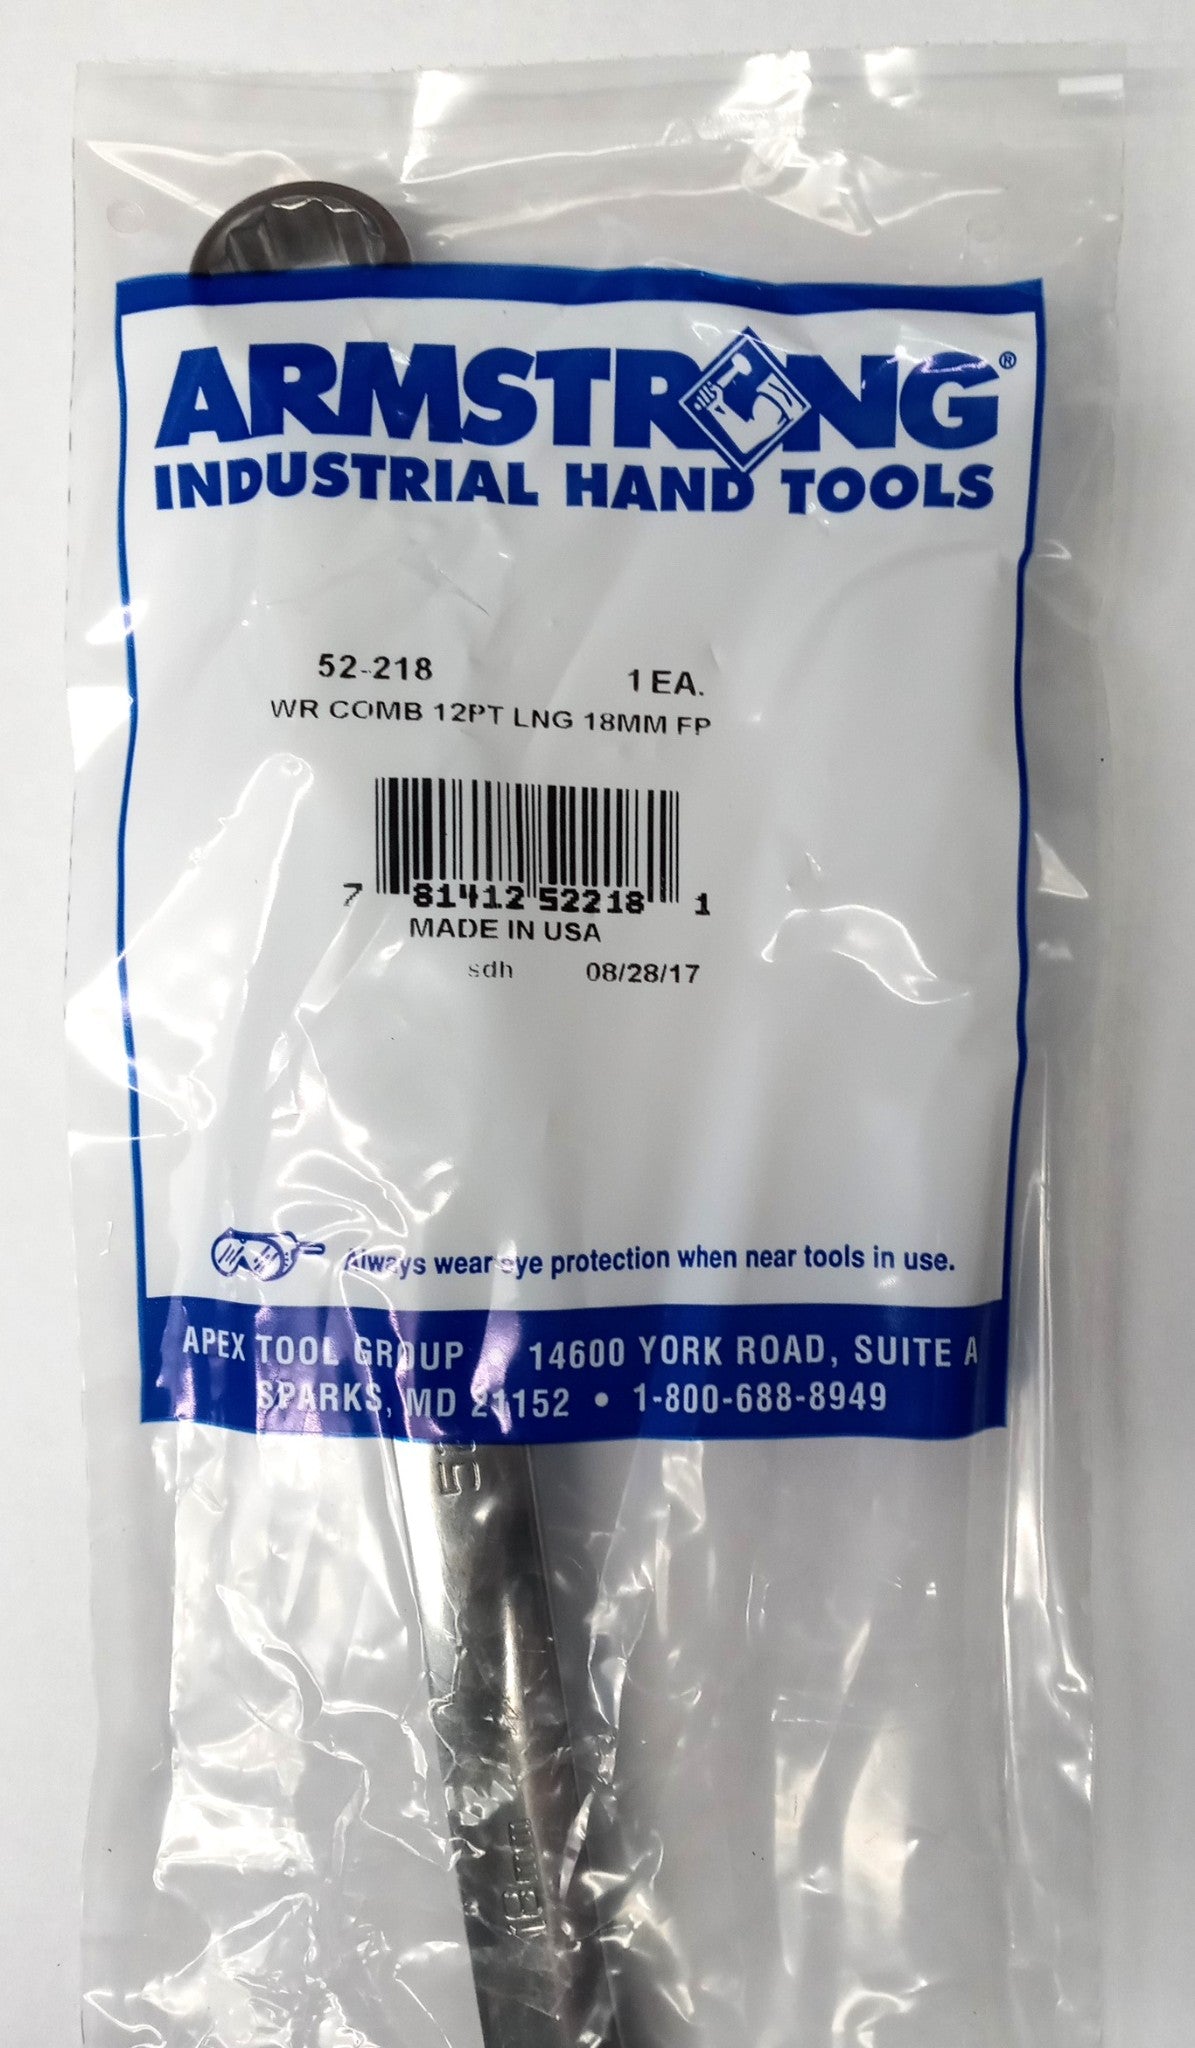 ARMSTRONG®
INDUSTRIAL HAND TOOLS
52-218 1 EA.
WR COMB 12PT LNG 18MM FP
7 81412 52218 1
MADE IN USA
sdh 08/28/17
Always wear eye protection when near tools in use.
APEX TOOL GROUP • 14600 YORK ROAD, SUITE A
SPARKS, MD 21152 • 1-800-688-8949
18mm